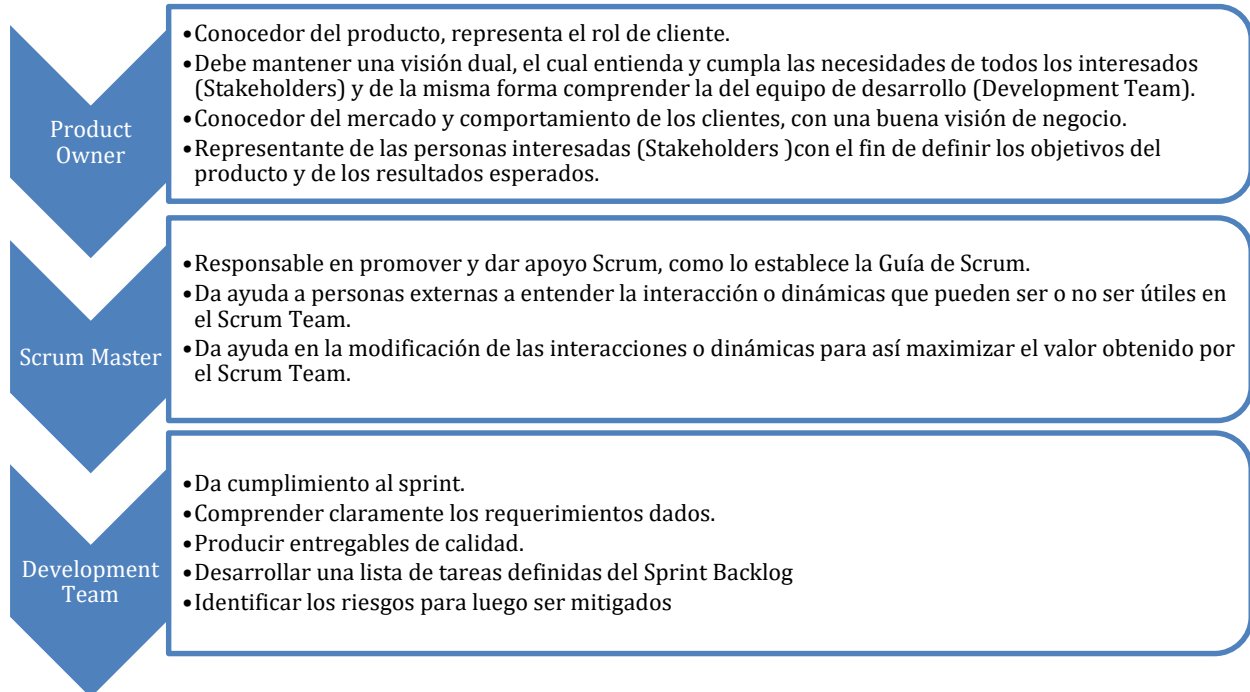 Product
Owner
•Conocedor del producto, representa el rol de cliente.
•Debe mantener una visión dual, el cual entienda y cumpla las necesidades de todos los interesados
(Stakeholders) y de la misma forma comprender la del equipo de desarrollo (Development Team).
•Conocedor del mercado y comportamiento de los clientes, con una buena visión de negocio.
•Representante de las personas interesadas (Stakeholders )con el fin de definir los objetivos del
producto y de los resultados esperados.
Scrum Master
•Responsable en promover y dar apoyo Scrum, como lo establece la Guía de Scrum.
•Da ayuda a personas externas a entender la interacción o dinámicas que pueden ser o no ser útiles en
el Scrum Team.
•Da ayuda en la modificación de las interacciones o dinámicas para así maximizar el valor obtenido por
el Scrum Team.
Development
Team
•Da cumplimiento al sprint.
•Comprender claramente los requerimientos dados.
•Producir entregables de calidad.
•Desarrollar una lista de tareas definidas del Sprint Backlog
•Identificar los riesgos para luego ser mitigados